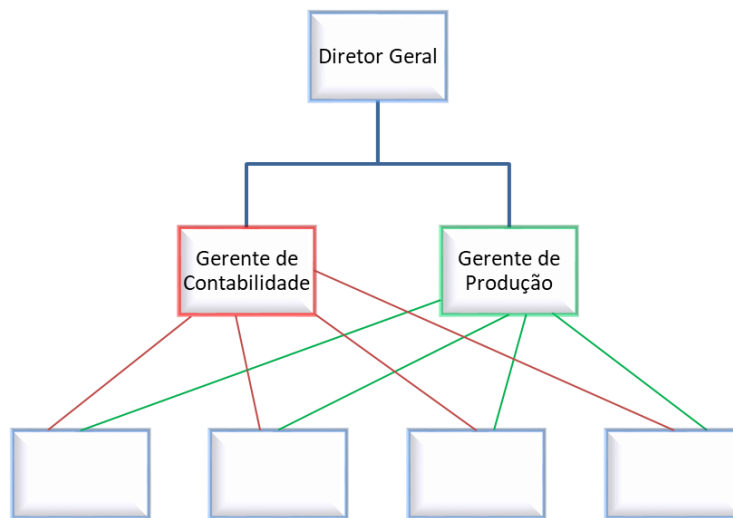 Diretor Geral
Gerente de
Contabilidade
Gerente de
Produção